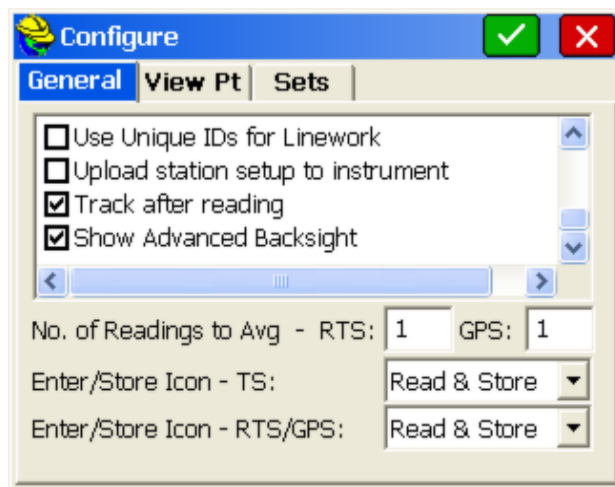 Configure
General View Pt Sets
Use Unique IDs for Linework
Upload station setup to instrument
Track after reading
Show Advanced Backsight
No. of Readings to Avg - RTS: 1 GPS: 1
Enter/Store Icon - TS: Read & Store
Enter/Store Icon - RTS/GPS: Read & Store